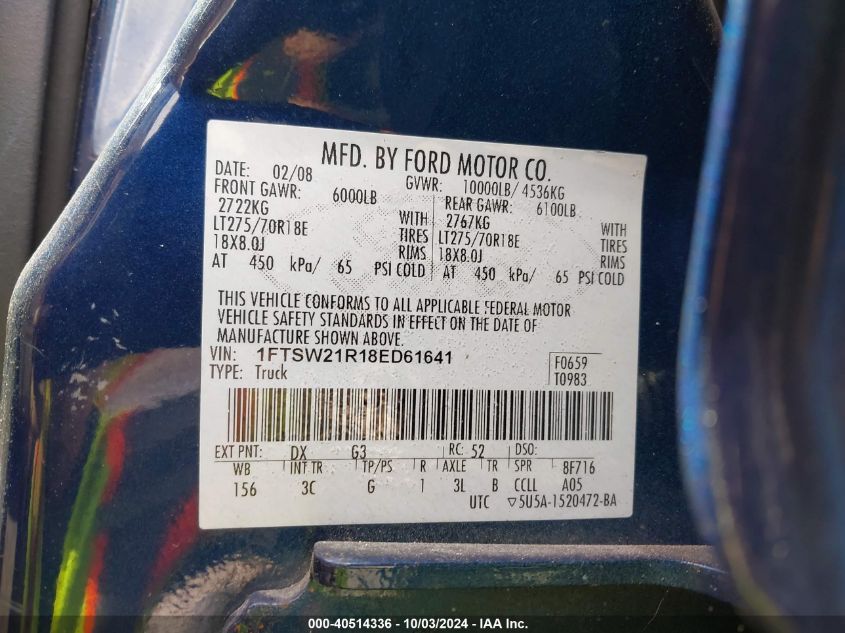 MFD. BY FORD MOTOR CO.
DATE: 02/08 GVWR: 10000LB/ 4536KG
FRONT GAWR: 6000LB REAR GAWR: 6100LB
2722KG WITH 2767KG WITH
LT275/70R18E TIRES LT275/70R18E TIRES
18X8.0J RIMS 18X8.0J RIMS
AT 450 kPa/ 65 PSI COLD AT 450 kPa/ 65 PSI COLD
THIS VEHICLE CONFORMS TO ALL APPLICABLE FEDERAL MOTOR
VEHICLE SAFETY STANDARDS IN EFFECT ON THE DATE OF
MANUFACTURE SHOWN ABOVE.
VIN: 1FTSW21R18ED61641 F0659
TYPE: Truck T0983
EXT PNT: DX G3 RC: 52 DSO:
WB INT TR TP/PS R AXLE TR SPR 8F716
156 3C G 1 3L B CCLL A05
UTC ▽5U5A-1520472-BA
000-40514336 - 10/03/2024 - IAA Inc.